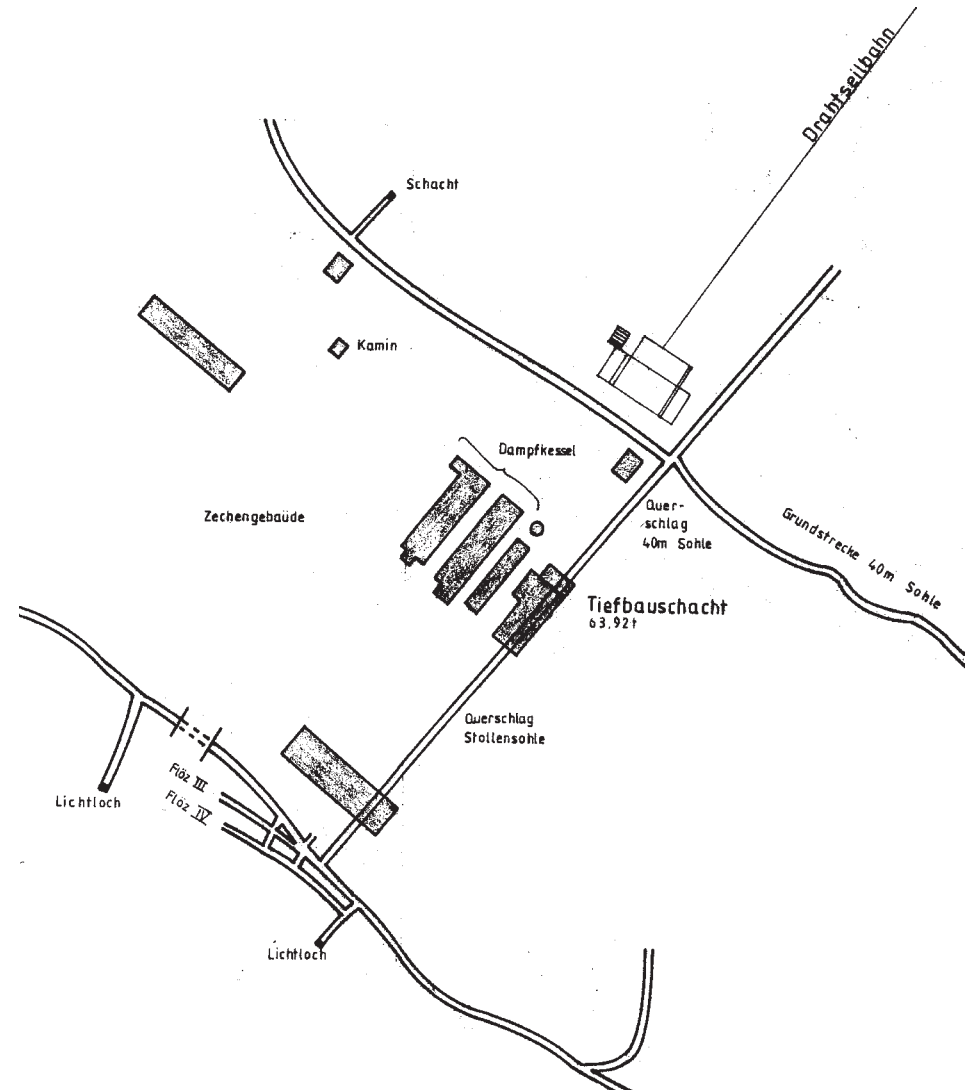 Drahtseilbahn
Schacht
Kamin
Dampfkessel
Zechengebaüde
Quer-
schlag
40m Sohle
Grundstrecke 40m Sohle
Tiefbauschacht
63,92t
Querschlag
Stollensohle
Flöz III
Flöz IV
Lichtloch
Lichtloch